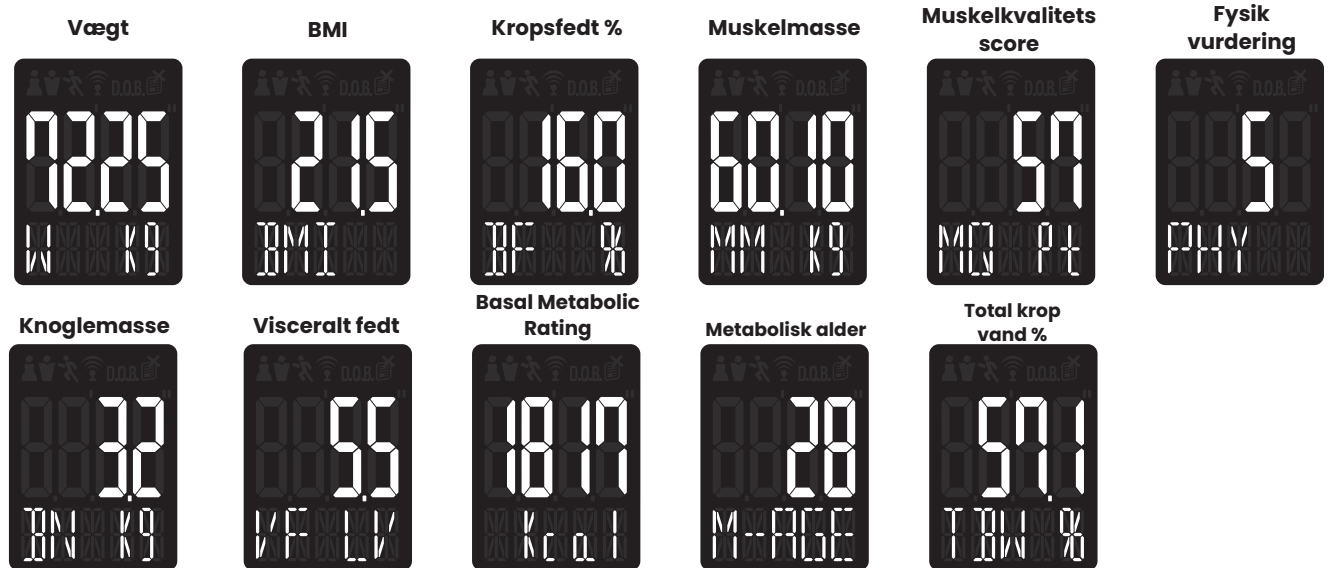 Vægt
BMI
Kropsfedt %
Muskelmasse
Muskelkvalitets
score
Fysik
vurdering
D.O.B.
72.25
W KG
D.O.B.
21.5
BMI
D.O.B.
16.0
BF %
D.O.B.
60.10
MM KG
D.O.B.
57
MQ Pt
D.O.B.
5
PHY
Knoglemasse
Visceralt fedt
Basal Metabolic
Rating
Metabolisk alder
Total krop
vand %
D.O.B.
3.2
BN KG
D.O.B.
5.5
VF LV
D.O.B.
1817
Kcal
D.O.B.
28
M-AGE
D.O.B.
57.1
TBW %